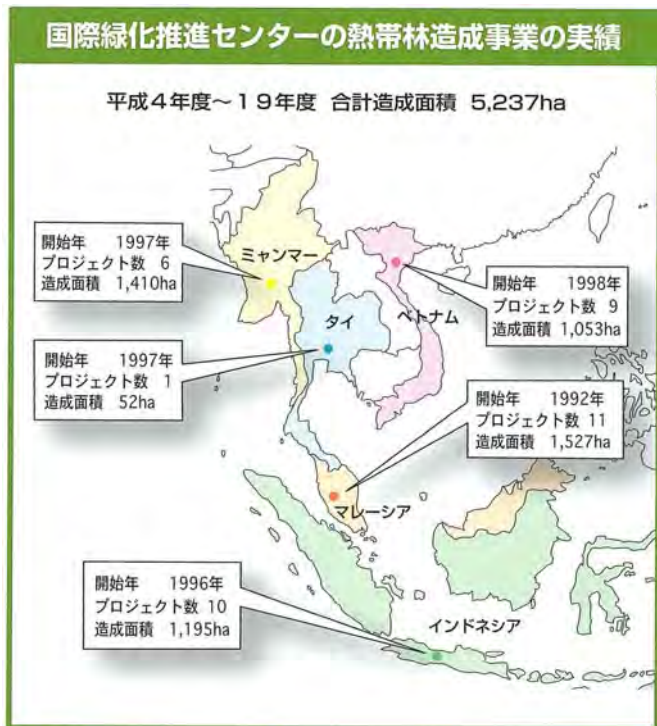 国際緑化推進センターの熱帯林造成事業の実績
平成4年度~19年度 合計造成面積 5,237ha
開始年 1997年
プロジェクト数 6
造成面積 1,410ha
ミャンマー
開始年 1998年
プロジェクト数 9
造成面積 1,053ha
ベトナム
タイ
開始年 1997年
プロジェクト数 1
造成面積 52ha
開始年 1992年
プロジェクト数 11
造成面積 1,527ha
マレーシア
開始年 1996年
プロジェクト数 10
造成面積 1,195ha
インドネシア